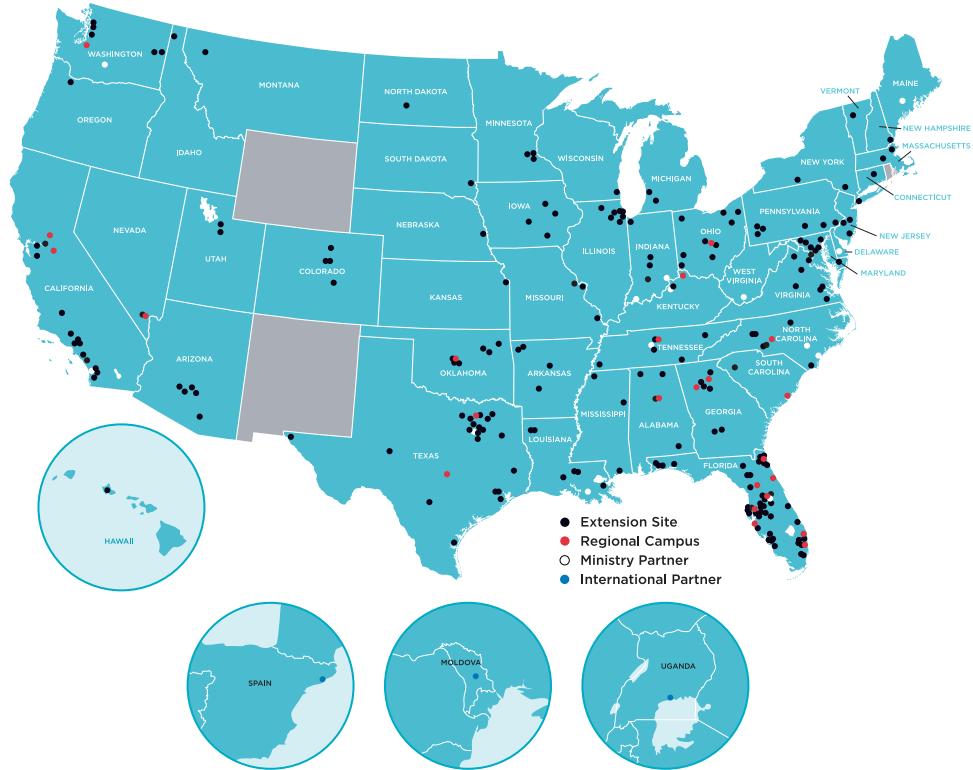 WASHINGTON
MONTANA
NORTH DAKOTA
MINNESOTA
MAINE
VERMONT
OREGON
NEW HAMPSHIRE
IDAHO
SOUTH DAKOTA
WISCONSIN
MICHIGAN
NEW YORK
MASSACHUSETTS
CONNECTICUT
NEVADA
NEBRASKA
IOWA
PENNSYLVANIA
OHIO
NEW JERSEY
UTAH
COLORADO
ILLINOIS
INDIANA
DELAWARE
CALIFORNIA
KANSAS
MISSOURI
WEST
VIRGINIA
MARYLAND
VIRGINIA
KENTUCKY
ARIZONA
OKLAHOMA
ARKANSAS
TENNESSEE
NORTH
CAROLINA
SOUTH
CAROLINA
MISSISSIPPI
ALABAMA
GEORGIA
TEXAS
LOUISIANA
FLORIDA
HAWAII
Extension Site
Regional Campus
Ministry Partner
International Partner
SPAIN
MOLDOVA
UGANDA